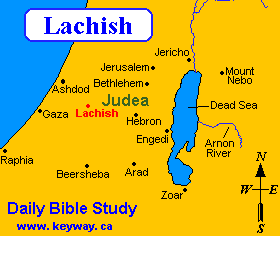 Lachish
Jericho
Jerusalem
Mount
Nebo
Bethlehem
Ashdod
Judea
Dead Sea
Gaza
Lachish
Hebron
Engedi
Arnon
River
Raphia
Arad
Beersheba
Zoar
N
W E
S
Daily Bible Study
www.keyway.ca